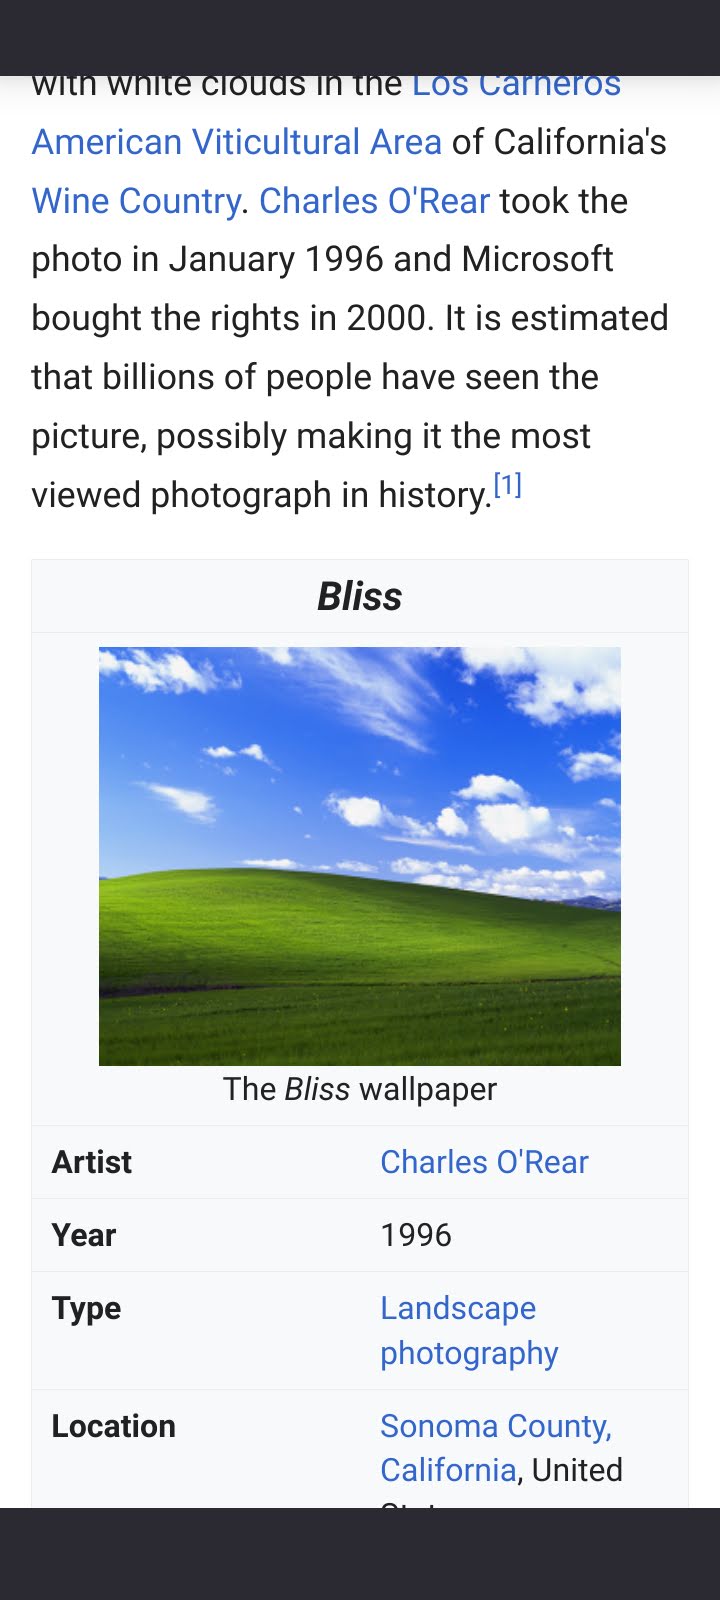 with white clouds in the Los Carneros
American Viticultural Area of California's
Wine Country. Charles O'Rear took the
photo in January 1996 and Microsoft
bought the rights in 2000. It is estimated
that billions of people have seen the
picture, possibly making it the most
viewed photograph in history.[1]
Bliss
The Bliss wallpaper
Artist Charles O'Rear
Year 1996
Type Landscape
photography
Location Sonoma County,
California, United